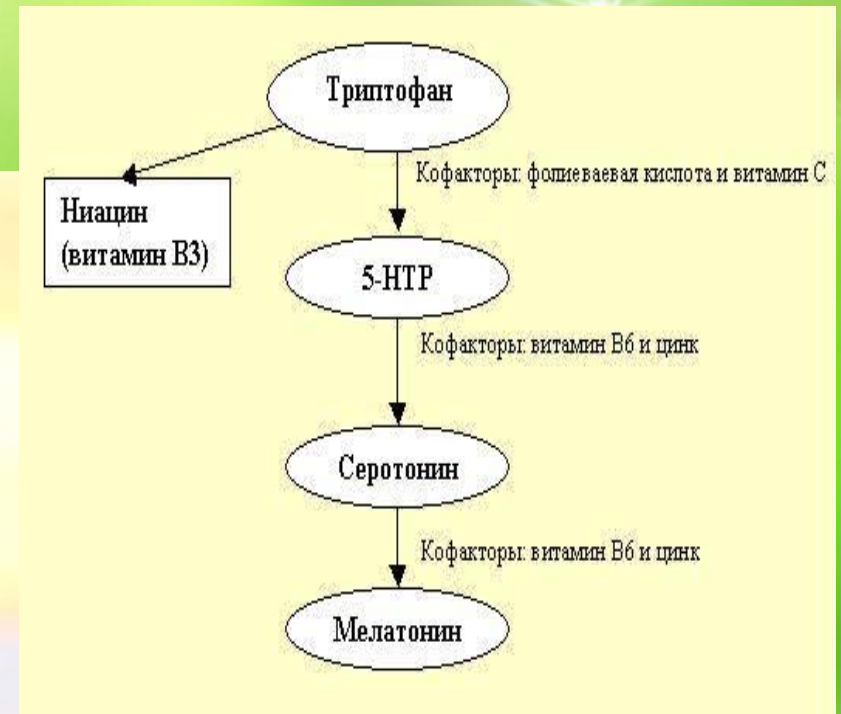 Триптофан
Кофакторы: фолиеваевая кислота и витамин С
Ниацин
(витамин В3)
5-HTP
Кофакторы: витамин В6 и цинк
Серотонин
Кофакторы: витамин В6 и цинк
Мелатонин